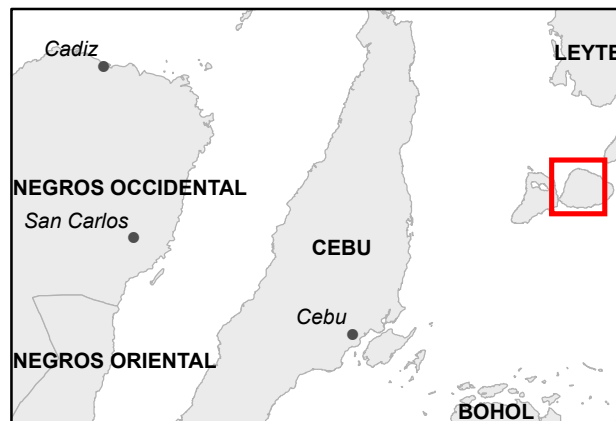 Cadiz
LEYTE
NEGROS OCCIDENTAL
San Carlos
CEBU
Cebu
NEGROS ORIENTAL
BOHOL